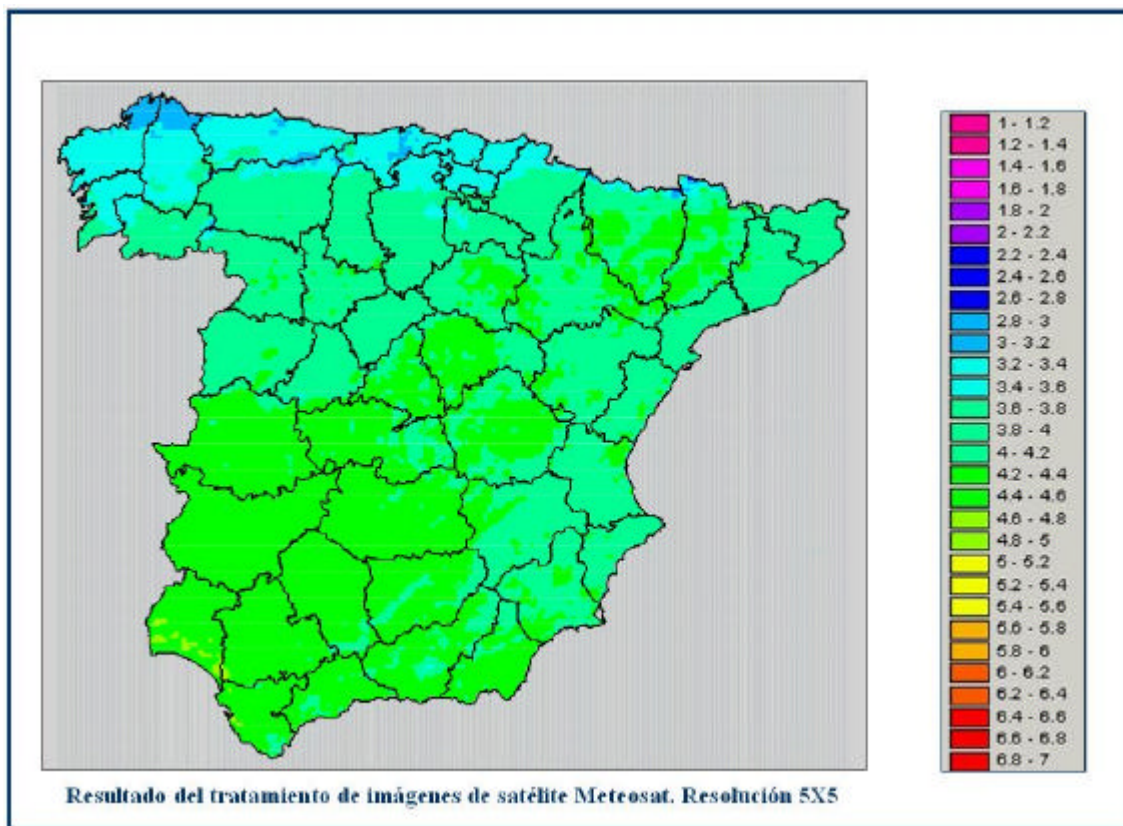 1 - 1.2
1.2 - 1.4
1.4 - 1.6
1.6 - 1.8
1.8 - 2
2 - 2.2
2.2 - 2.4
2.4 - 2.6
2.6 - 2.8
2.8 - 3
3 - 3.2
3.2 - 3.4
3.4 - 3.6
3.6 - 3.8
3.8 - 4
4 - 4.2
4.2 - 4.4
4.4 - 4.6
4.6 - 4.8
4.8 - 5
5 - 5.2
5.2 - 5.4
5.4 - 5.6
5.6 - 5.8
5.8 - 6
6 - 6.2
6.2 - 6.4
6.4 - 6.6
6.6 - 6.8
6.8 - 7
Resultado del tratamiento de imágenes de satélite Meteosat. Resolución 5X5